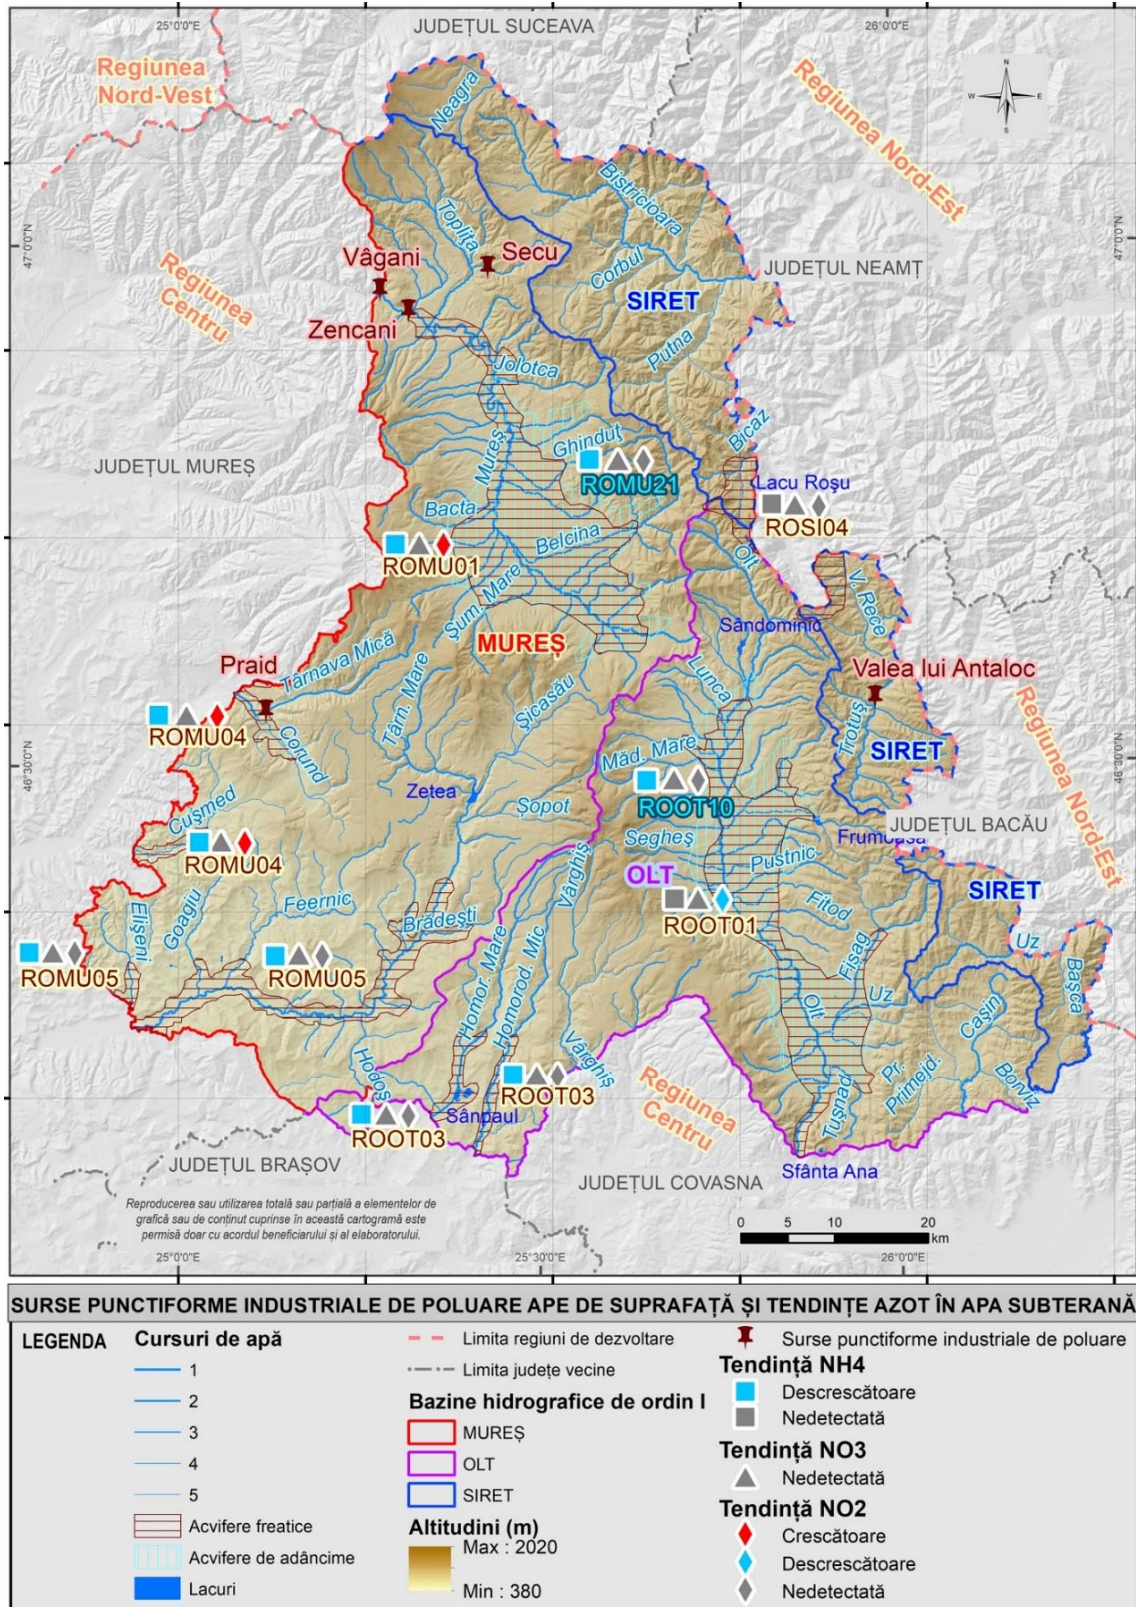 25°0'0"E
JUDEȚUL SUCEAVA
26°0'0"E
Regiunea
Nord-Vest
Neagra
Regiunea Nord-Est
N
W
E
S
Bistricioara
47°0'0"N
Toplița
Vâgani
Secu
Corbul
JUDEȚUL NEAMȚ
47°0'0"N
Regiunea
Centru
SIRET
Zencani
Putna
Jolotca
Bicaz
Ghinduț
JUDEȚUL MUREȘ
Mureș
ROMU21
Lacu Roșu
ROSI04
Bacta
Belcina
Olt
ROMU01
Șum. Mare
V. Rece
Sândominic
MUREȘ
Praid
Târnava Mică
Lunca
Valea lui Antaloc
Târn. Mare
Șicasău
Trotuș
ROMU04
Corund
Măd. Mare
SIRET
46°30'0"N
46°30'0"N
Regiunea Nord-Est
Zetea
ROOT10
Șopot
Cușmed
Frumoasa
JUDEȚUL BACĂU
ROMU04
Segheș
Pustnic
Vârghiș
OLT
SIRET
Elișeri
Goagiu
Feernic
Brădești
ROOT01
Fitod
Fișag
Uz
ROMU05
ROMU05
Homor. Mare
Homorod. Mic
Olt
Uz
Bașca
Cașin
Hodoș
Vârghiș
Pr.
Primejd.
ROOT03
Regiunea
Centru
Tușnad
Borviz
Sânpaul
ROOT03
JUDEȚUL BRAȘOV
JUDEȚUL COVASNA
Sfânta Ana
Reproducerea sau utilizarea totală sau parțială a elementelor de
grafică sau de conținut cuprinse în această cartogramă este
permisă doar cu acordul beneficiarului și al elaboratorului.
0 5 10 20
km
25°0'0"E
25°30'0"E
26°0'0"E
SURSE PUNCTIFORME INDUSTRIALE DE POLUARE APE DE SUPRAFAȚĂ ȘI TENDINȚE AZOT ÎN APA SUBTERANĂ
LEGENDA
Cursuri de apă
1
2
3
4
5
Acvifere freatice
Acvifere de adâncime
Lacuri
Limita regiuni de dezvoltare
Limita județe vecine
Bazine hidrografice de ordin I
MUREȘ
OLT
SIRET
Altitudini (m)
Max : 2020
Min : 380
Surse punctiforme industriale de poluare
Tendință NH4
Descrescătoare
Nedetectată
Tendință NO3
Nedetectată
Tendință NO2
Crescătoare
Descrescătoare
Nedetectată